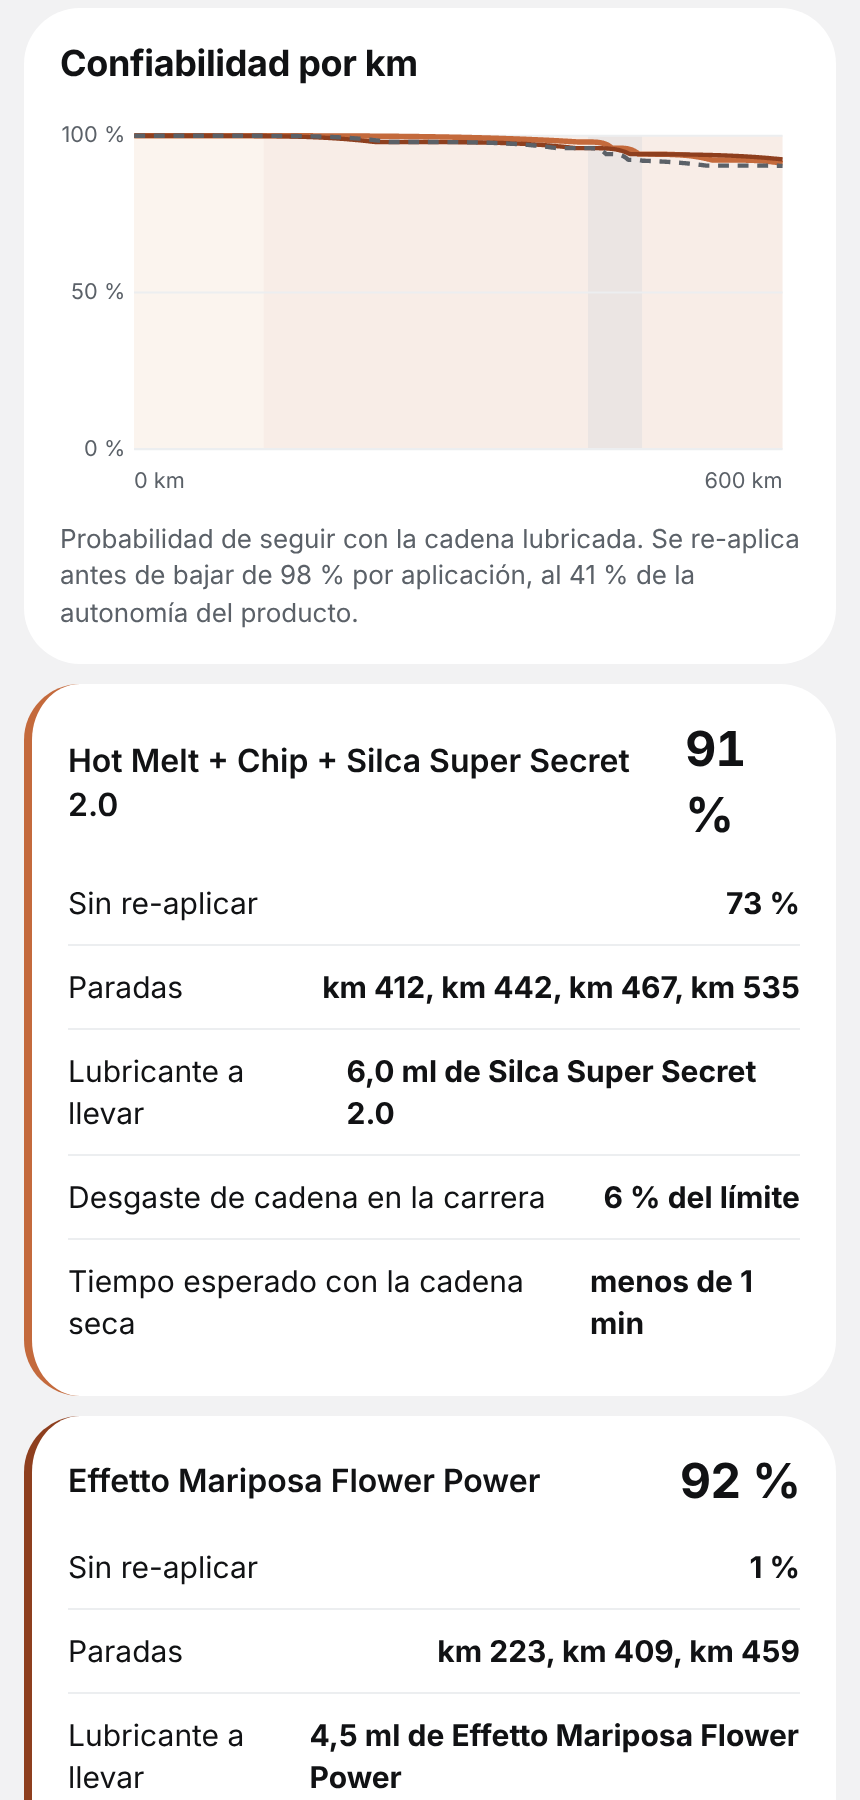 Confiabilidad por km
100 %
50 %
0 %
0 km
600 km
Probabilidad de seguir con la cadena lubricada. Se re-aplica
antes de bajar de 98 % por aplicación, al 41 % de la
autonomía del producto.
Hot Melt + Chip + Silca Super Secret
2.0
91
%
Sin re-aplicar
73 %
Paradas
km 412, km 442, km 467, km 535
Lubricante a
llevar
6,0 ml de Silca Super Secret
2.0
Desgaste de cadena en la carrera
6 % del límite
Tiempo esperado con la cadena
seca
menos de 1
min
Effetto Mariposa Flower Power
92 %
Sin re-aplicar
1 %
Paradas
km 223, km 409, km 459
Lubricante a
llevar
4,5 ml de Effetto Mariposa Flower
Power